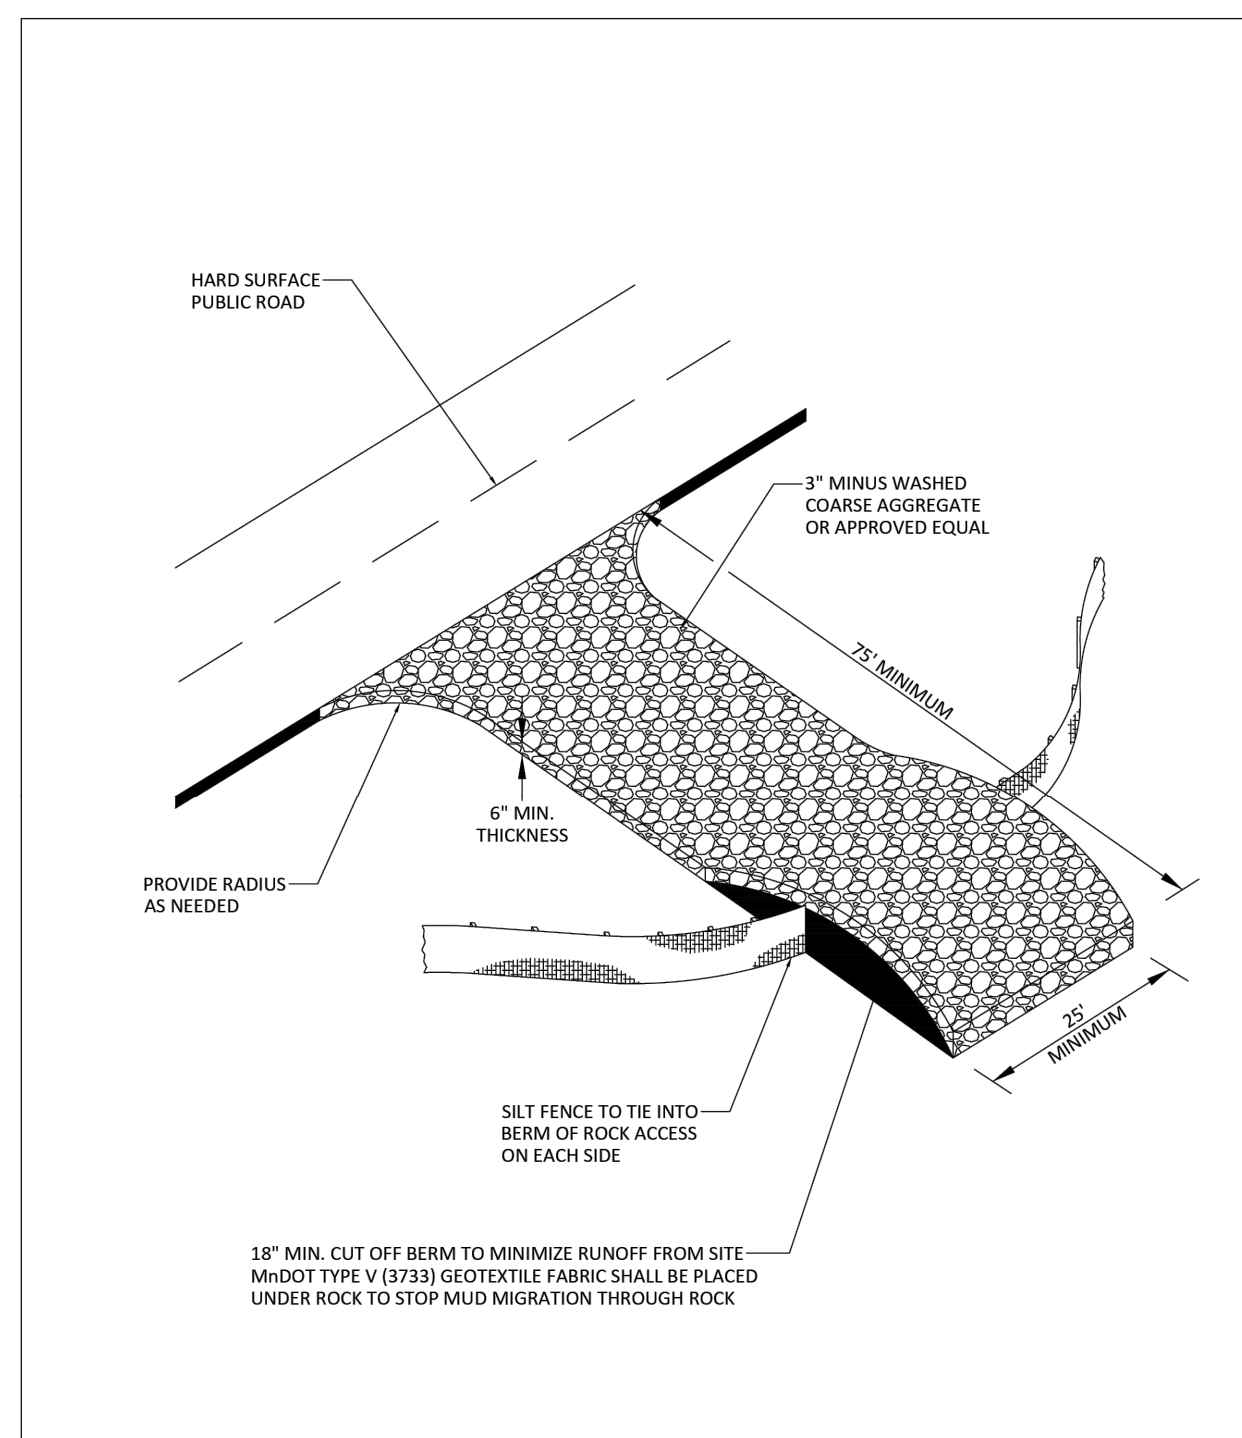 HARD SURFACE
PUBLIC ROAD
3" MINUS WASHED
COARSE AGGREGATE
OR APPROVED EQUAL
75' MINIMUM
6" MIN.
THICKNESS
PROVIDE RADIUS
AS NEEDED
25'
MINIMUM
SILT FENCE TO TIE INTO
BERM OF ROCK ACCESS
ON EACH SIDE
18" MIN. CUT OFF BERM TO MINIMIZE RUNOFF FROM SITE
MnDOT TYPE V (3733) GEOTEXTILE FABRIC SHALL BE PLACED
UNDER ROCK TO STOP MUD MIGRATION THROUGH ROCK